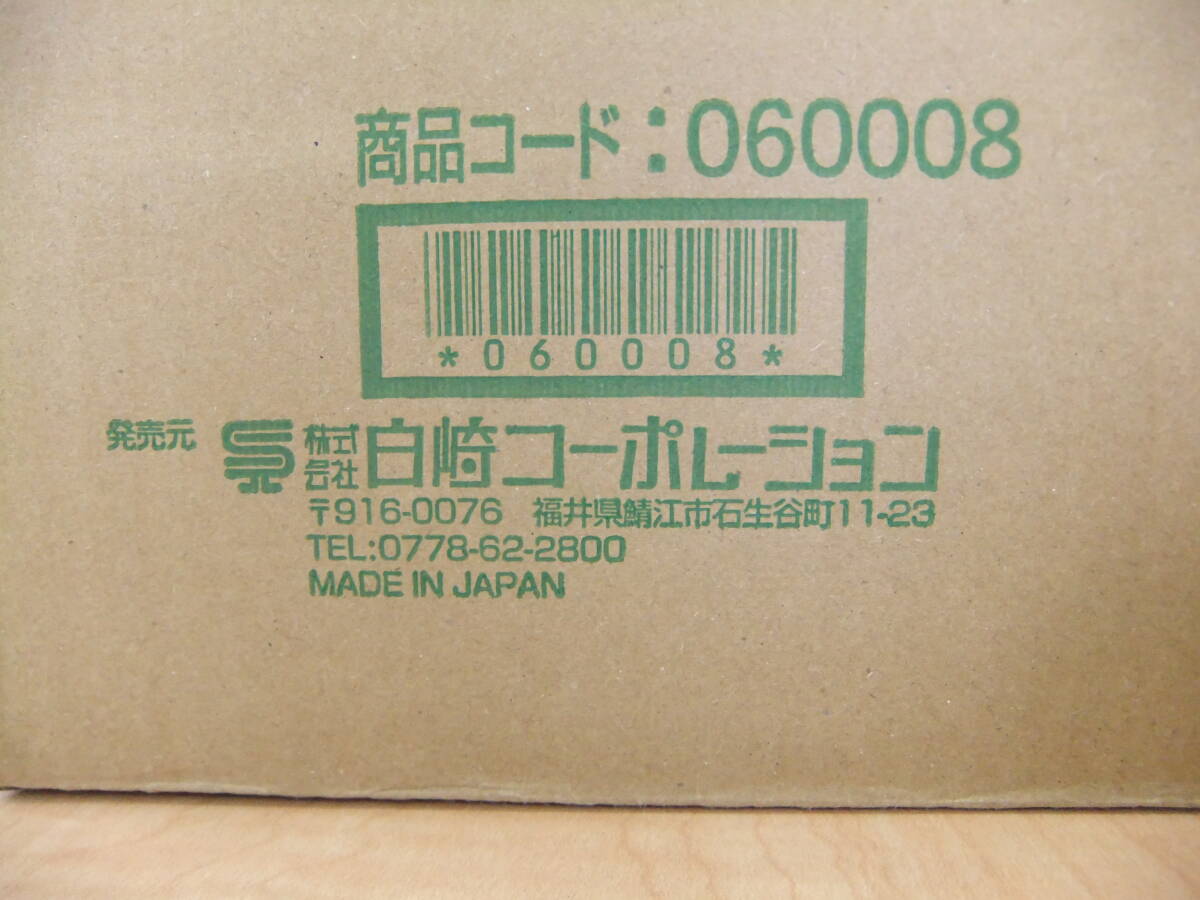 商品コード：060008
*060008*
発売元 株式会社 白崎コーポレーション
〒916-0076 福井県鯖江市石生谷町11-23
TEL:0778-62-2800
MADE IN JAPAN